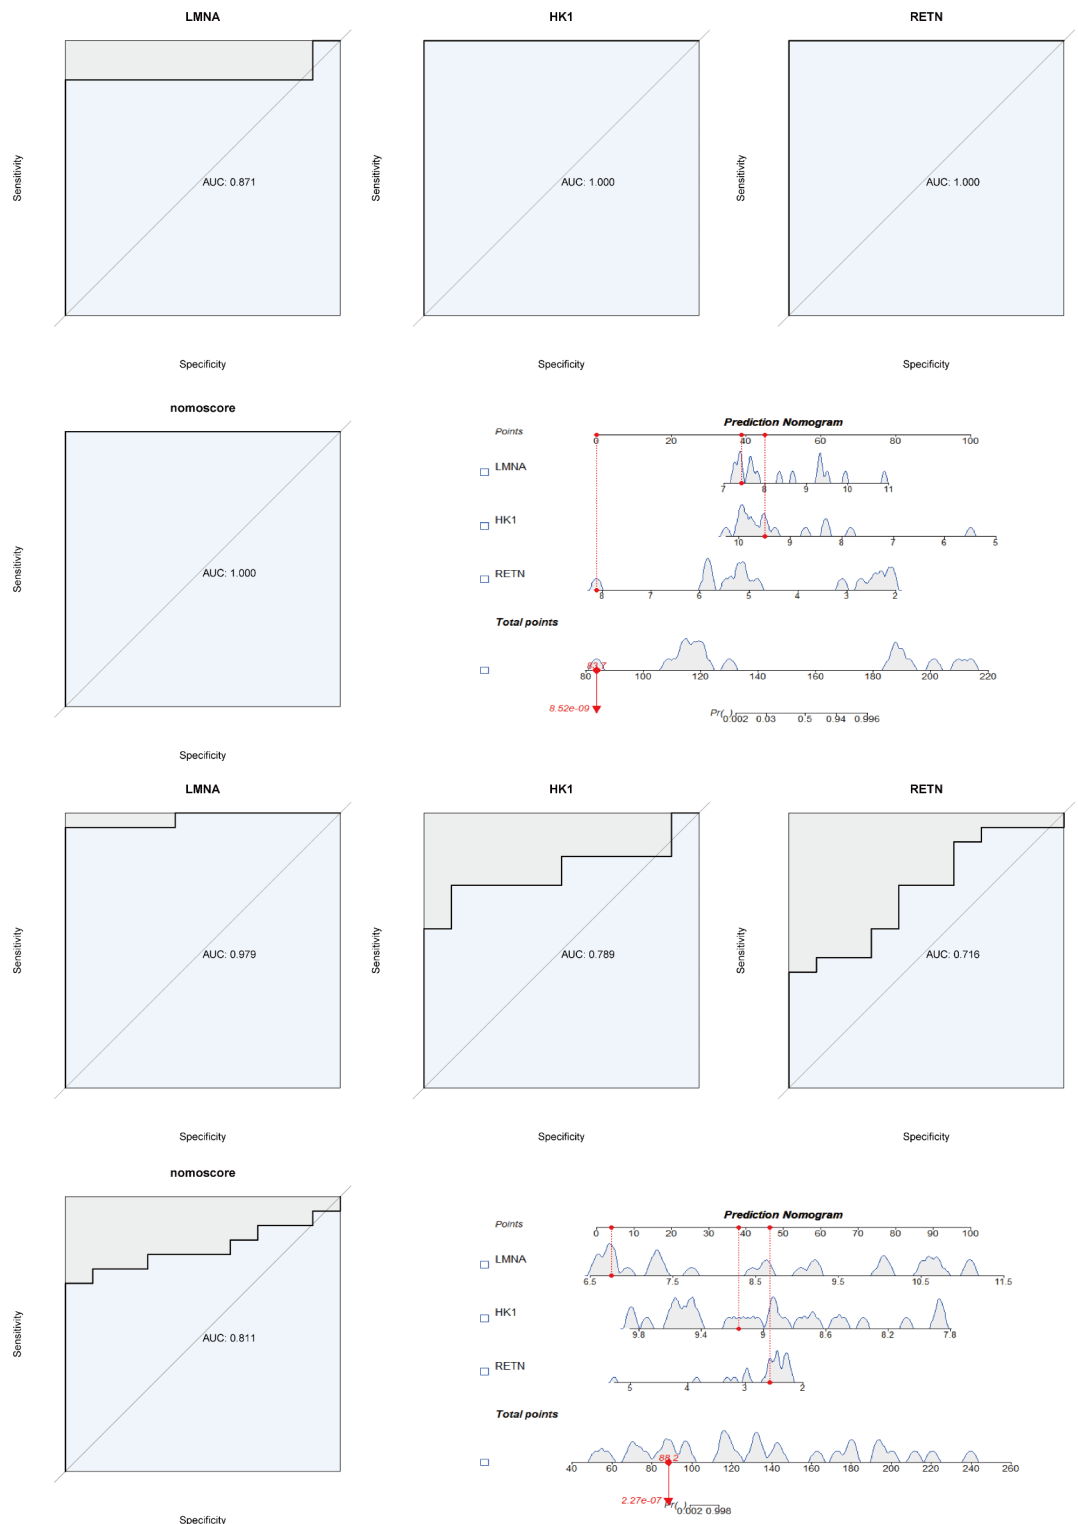 LMNA
HK1
RETN
Sensitivity
Sensitivity
Sensitivity
AUC: 0.871
AUC: 1.000
AUC: 1.000
Specificity
Specificity
Specificity
nomoscore
AUC: 1.000
Specificity
Prediction Nomogram
Points
0 20 40 60 80 100
LMNA
7 8 9 10 11
HK1
10 9 8 7 6 5
RETN
8 7 6 5 4 3 2
Total points
83.7
80 100 120 140 160 180 200 220
8.52e-09
Pr( )
0.002 0.03 0.5 0.94 0.996
LMNA
HK1
RETN
Sensitivity
Sensitivity
Sensitivity
AUC: 0.979
AUC: 0.789
AUC: 0.716
Specificity
Specificity
Specificity
nomoscore
Sensitivity
AUC: 0.811
Specificity
Prediction Nomogram
Points
0 10 20 30 40 50 60 70 80 90 100
LMNA
6.5 7.5 8.5 9.5 10.5 11.5
HK1
9.8 9.4 9 8.6 8.2 7.8
RETN
5 4 3 2
Total points
88.2
40 60 80 100 120 140 160 180 200 220 240 260
2.27e-07
Pr( )
0.002 0.998